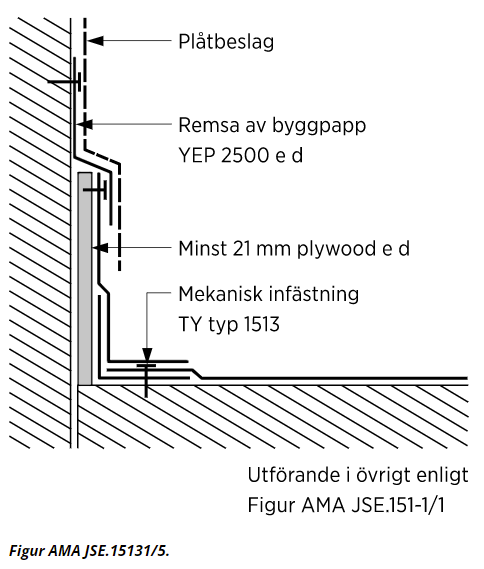 Plåtbeslag
Remsa av byggpapp
YEP 2500 e d
Minst 21 mm plywood e d
Mekanisk infästning
TY typ 1513
Utförande i övrigt enligt
Figur AMA JSE.151-1/1
Figur AMA JSE.15131/5.